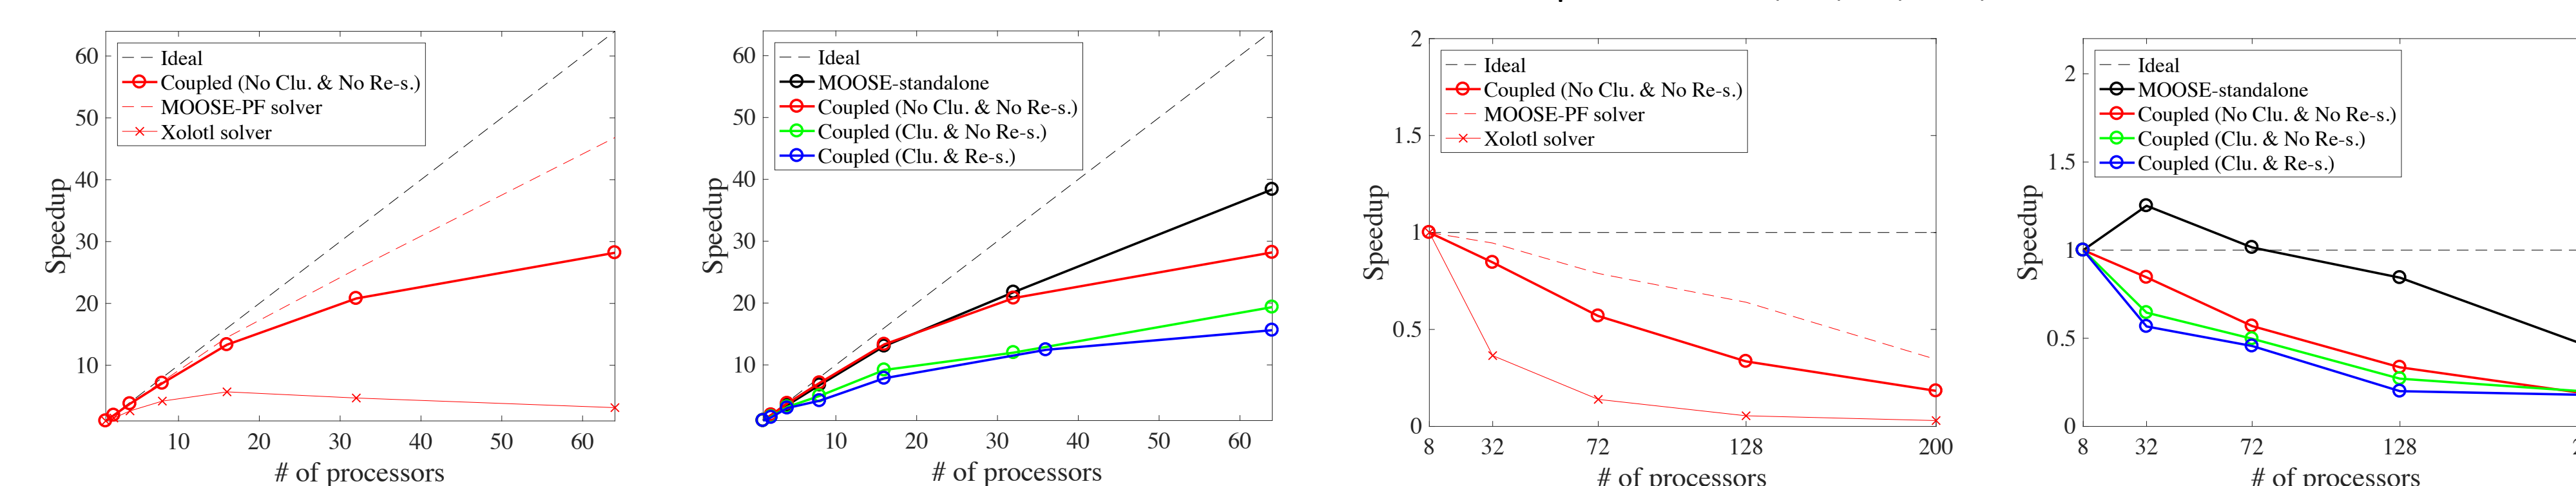 Ideal
Coupled (No Clu. & No Re-s.)
MOOSE-PF solver
Xolotl solver
60
50
40
30
20
10
Speedup
10 20 30 40 50 60
# of processors
Ideal
MOOSE-standalone
Coupled (No Clu. & No Re-s.)
Coupled (Clu. & No Re-s.)
Coupled (Clu. & Re-s.)
60
50
40
30
20
10
Speedup
10 20 30 40 50 60
# of processors
Ideal
Coupled (No Clu. & No Re-s.)
MOOSE-PF solver
Xolotl solver
2
1.5
1
0.5
0
Speedup
8 32 72 128 200
# of processors
Ideal
MOOSE-standalone
Coupled (No Clu. & No Re-s.)
Coupled (Clu. & No Re-s.)
Coupled (Clu. & Re-s.)
2
1.5
1
0.5
0
Speedup
8 32 72 128
# of processors